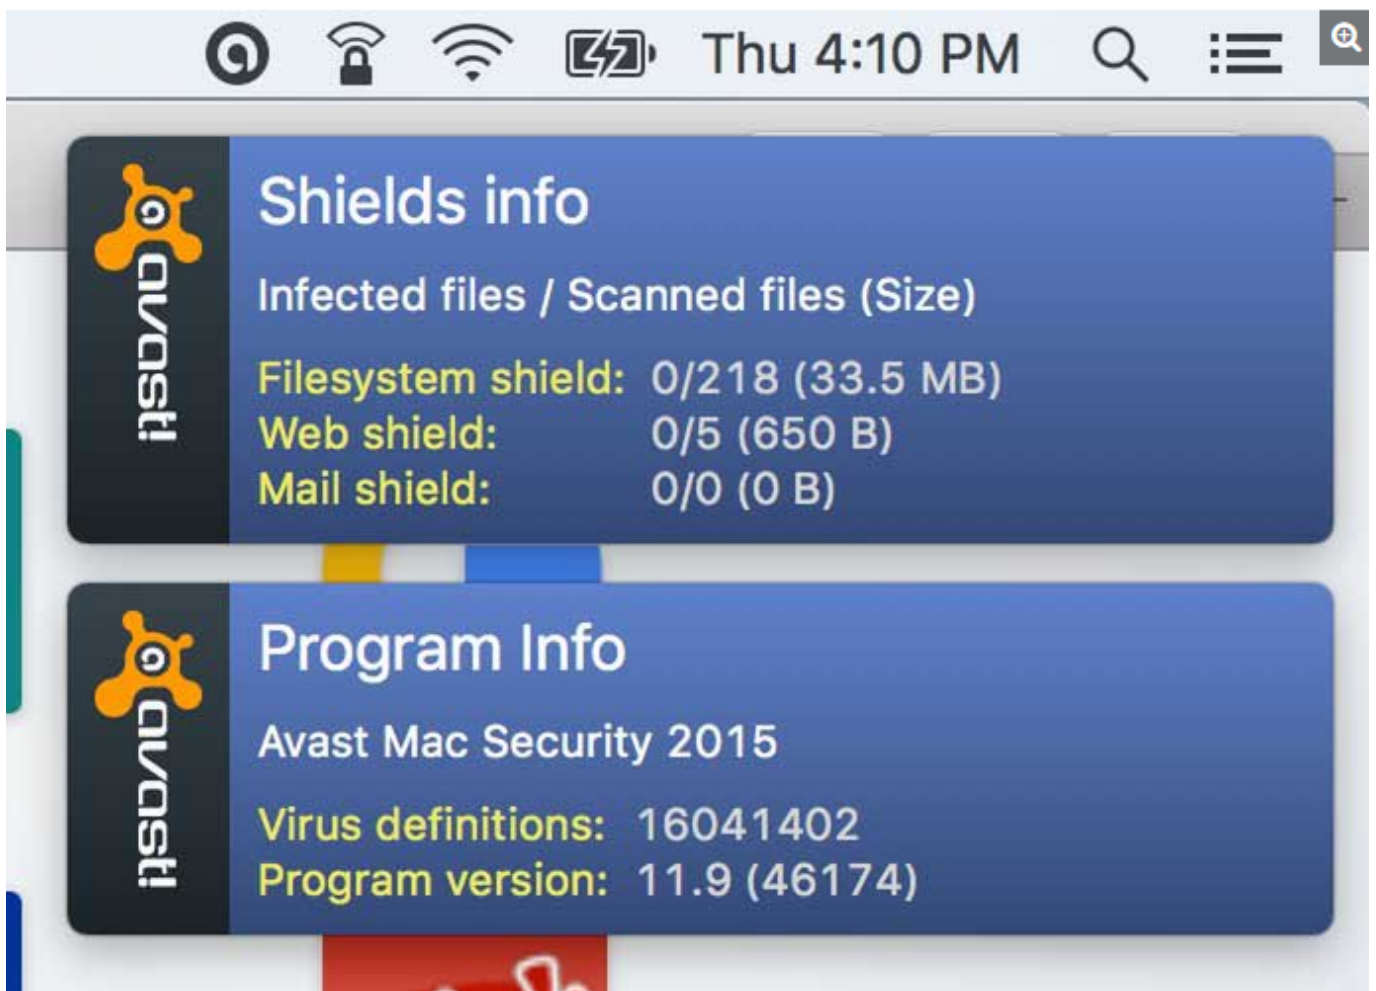 Thu 4:10 PM
avast!
Shields info
Infected files / Scanned files (Size)
Filesystem shield: 0/218 (33.5 MB)
Web shield: 0/5 (650 B)
Mail shield: 0/0 (0 B)
avast!
Program Info
Avast Mac Security 2015
Virus definitions: 16041402
Program version: 11.9 (46174)